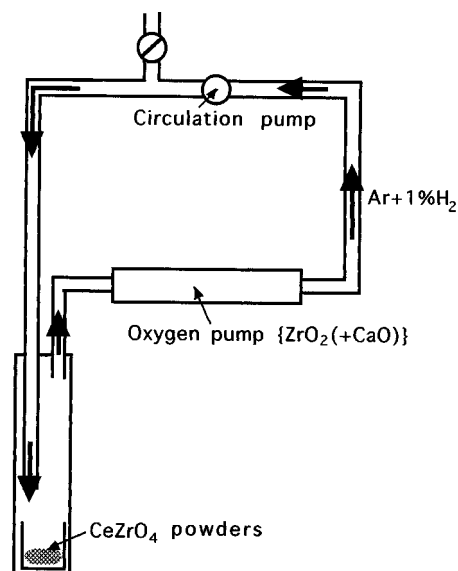 Circulation pump
Ar+1%H₂
Oxygen pump {ZrO₂(+CaO)}
CeZrO₄ powders